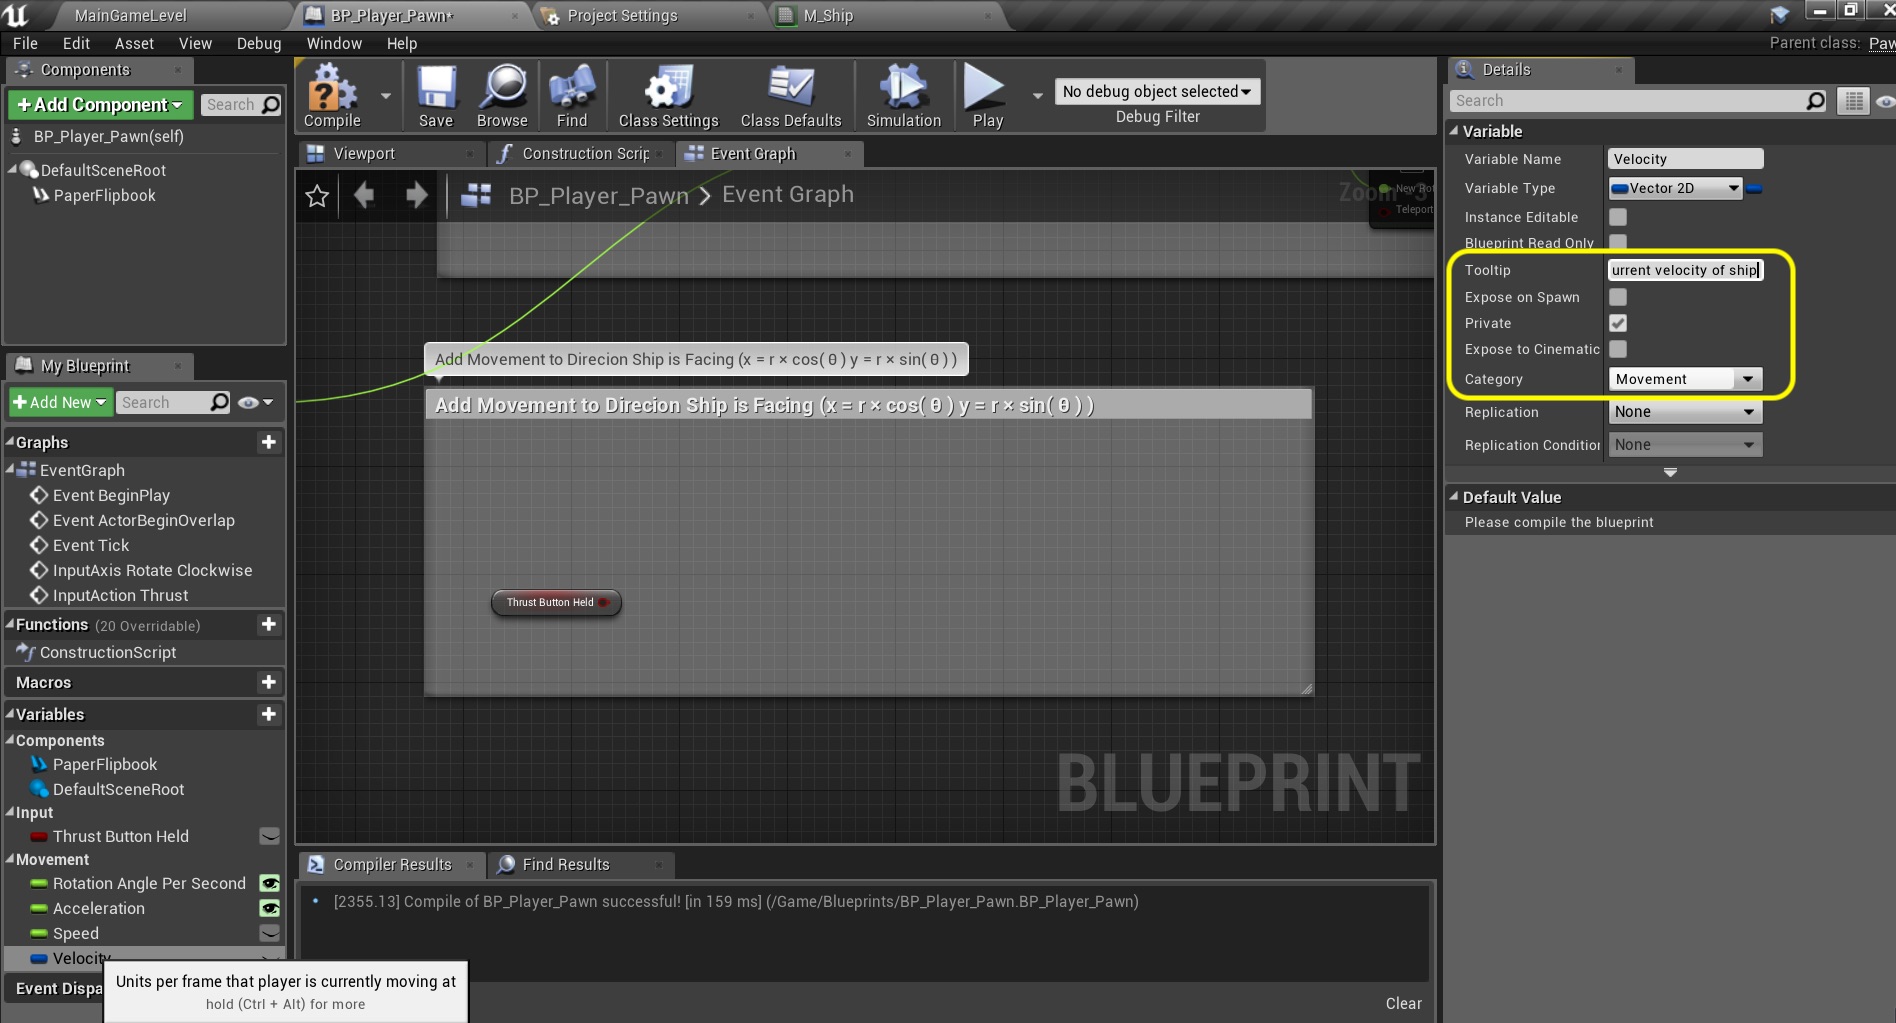 MainGameLevel
BP_Player_Pawn*
Project Settings
M_Ship
File Edit Asset View Debug Window Help
Parent class: Paw
Components
+Add Component
Search
BP_Player_Pawn(self)
DefaultSceneRoot
PaperFlipbook
Compile
Save
Browse
Find
Class Settings
Class Defaults
Simulation
Play
No debug object selected
Debug Filter
Viewport
Construction Scrip
Event Graph
BP_Player_Pawn > Event Graph
Zoom -3
New Rot
Teleport
Add Movement to Direcion Ship is Facing (x = r × cos( θ ) y = r × sin( θ ) )
Add Movement to Direcion Ship is Facing (x = r × cos( θ ) y = r × sin( θ ) )
Thrust Button Held
BLUEPRINT
My Blueprint
+Add New
Search
Graphs
EventGraph
Event BeginPlay
Event ActorBeginOverlap
Event Tick
InputAxis Rotate Clockwise
InputAction Thrust
Functions (20 Overridable)
ConstructionScript
Macros
Variables
Components
PaperFlipbook
DefaultSceneRoot
Input
Thrust Button Held
Movement
Rotation Angle Per Second
Acceleration
Speed
Velocity
Event Dispa
Units per frame that player is currently moving at
hold (Ctrl + Alt) for more
Compiler Results
Find Results
[2355.13] Compile of BP_Player_Pawn successful! [in 159 ms] (/Game/Blueprints/BP_Player_Pawn.BP_Player_Pawn)
Clear
Details
Search
Variable
Variable Name Velocity
Variable Type Vector 2D
Instance Editable
Blueprint Read Only
Tooltip urrent velocity of ship
Expose on Spawn
Private
Expose to Cinematic
Category Movement
Replication None
Replication Condition None
Default Value
Please compile the blueprint